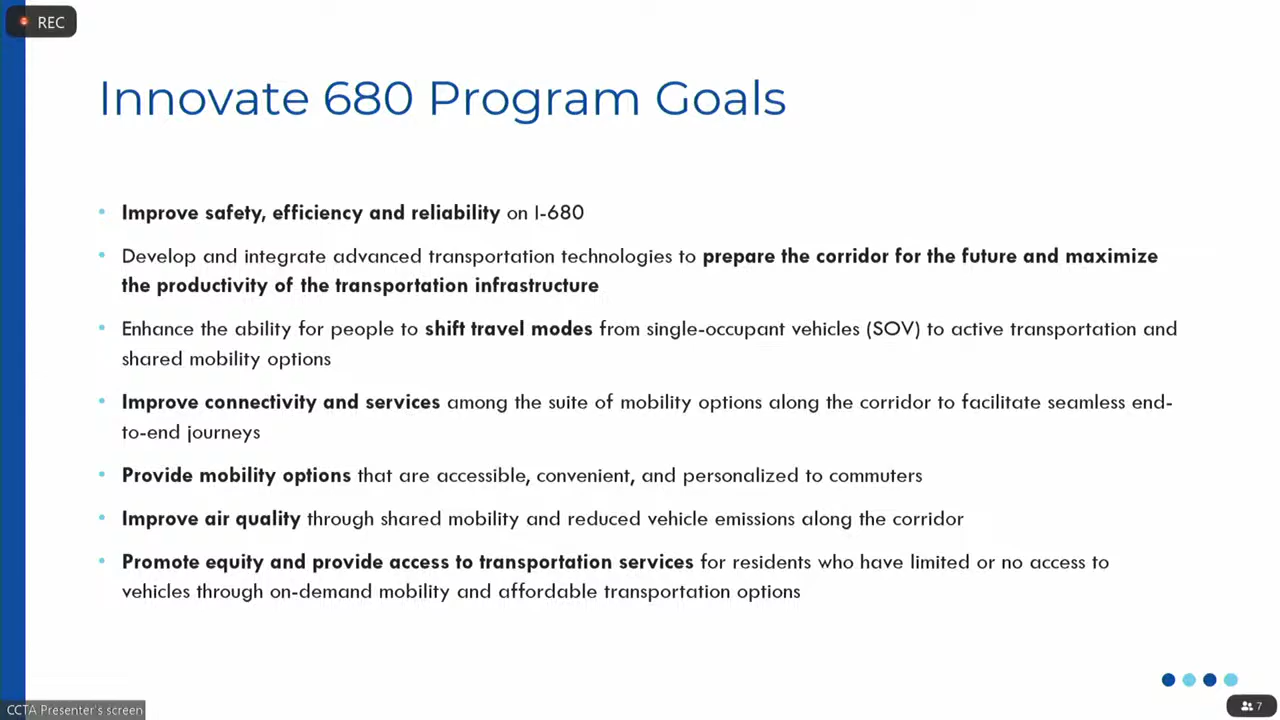 REC
Innovate 680 Program Goals
• Improve safety, efficiency and reliability on I-680
• Develop and integrate advanced transportation technologies to prepare the corridor for the future and maximize
the productivity of the transportation infrastructure
• Enhance the ability for people to shift travel modes from single-occupant vehicles (SOV) to active transportation and
shared mobility options
• Improve connectivity and services among the suite of mobility options along the corridor to facilitate seamless end-
to-end journeys
• Provide mobility options that are accessible, convenient, and personalized to commuters
• Improve air quality through shared mobility and reduced vehicle emissions along the corridor
• Promote equity and provide access to transportation services for residents who have limited or no access to
vehicles through on-demand mobility and affordable transportation options
CCTA Presenter's screen
7